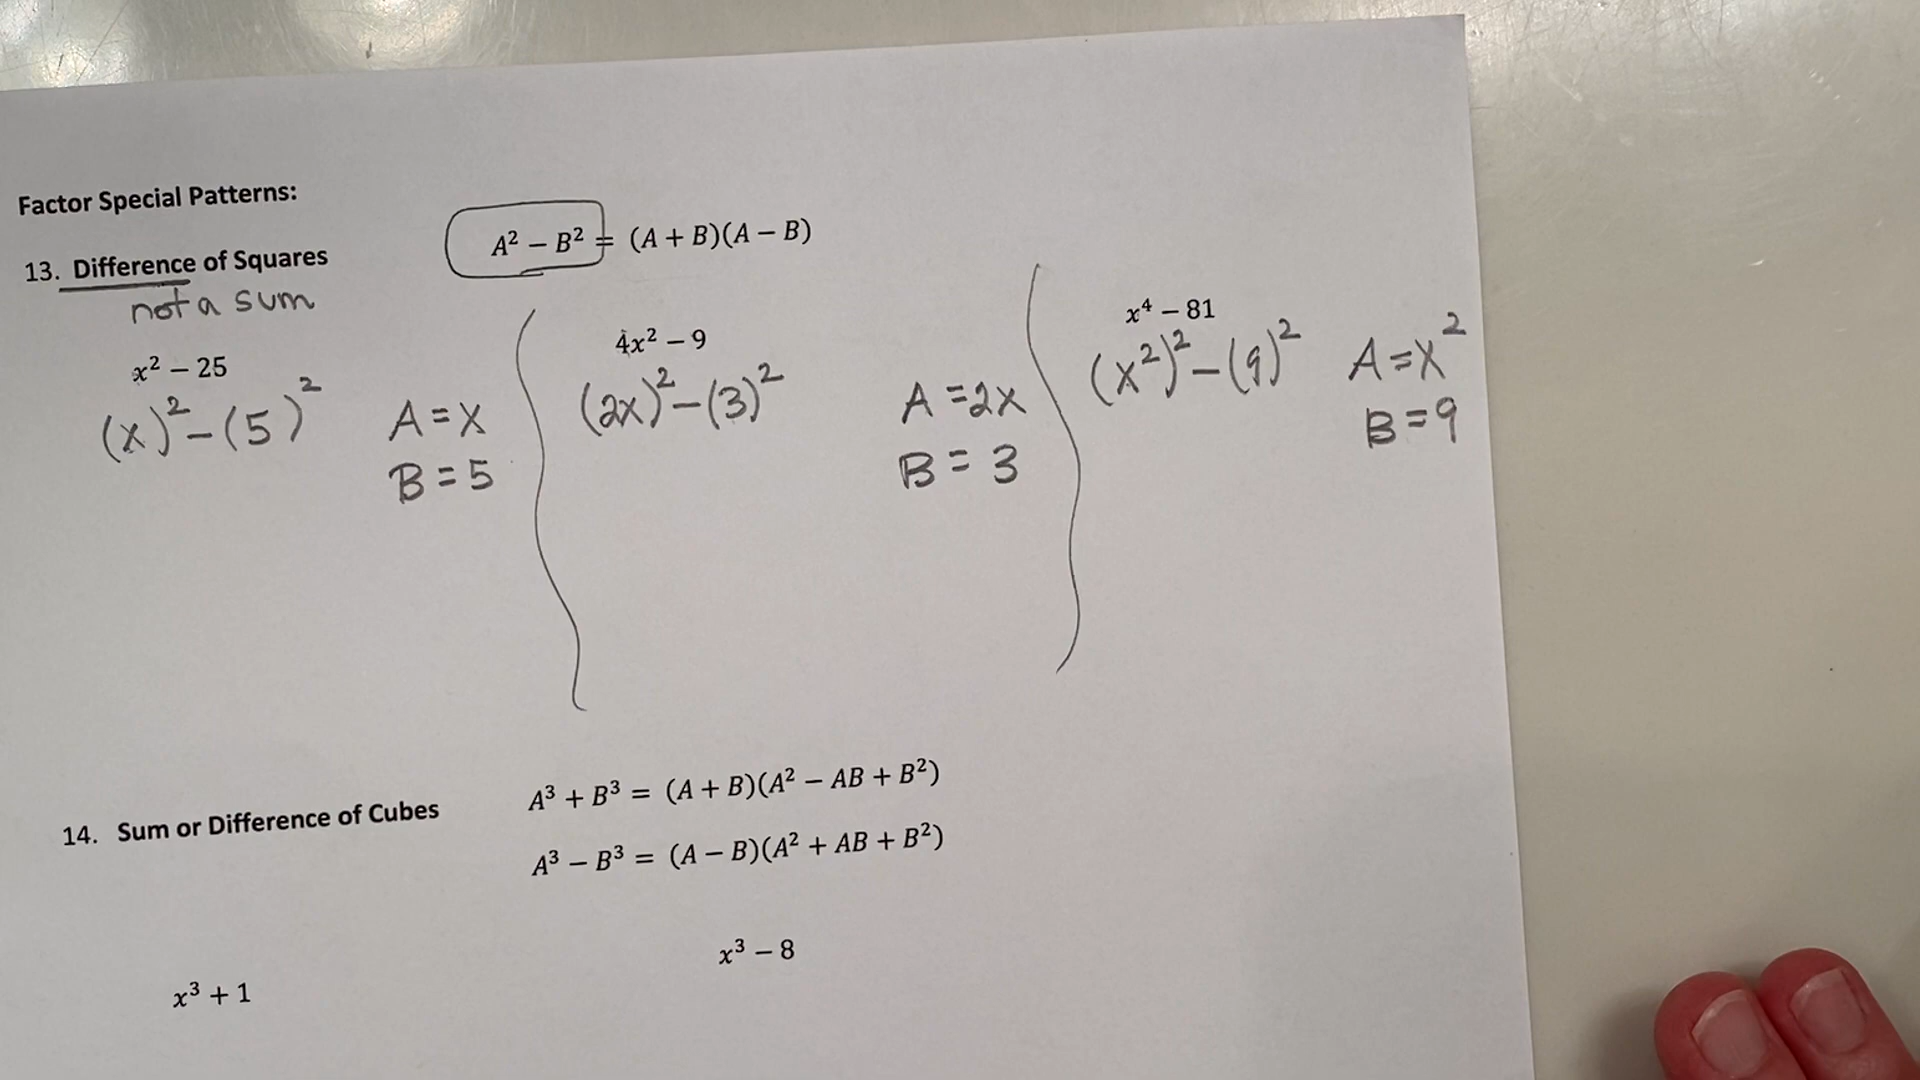 Factor Special Patterns:
13. Difference of Squares
A² − B² = (A + B)(A − B)
not a sum
x² − 25
(x)² − (5)²
A = x
B = 5
4x² − 9
(2x)² − (3)²
A = 2x
B = 3
x⁴ − 81
(x²)² − (9)²
A = x²
B = 9
14. Sum or Difference of Cubes
A³ + B³ = (A + B)(A² − AB + B²)
A³ − B³ = (A − B)(A² + AB + B²)
x³ + 1
x³ − 8